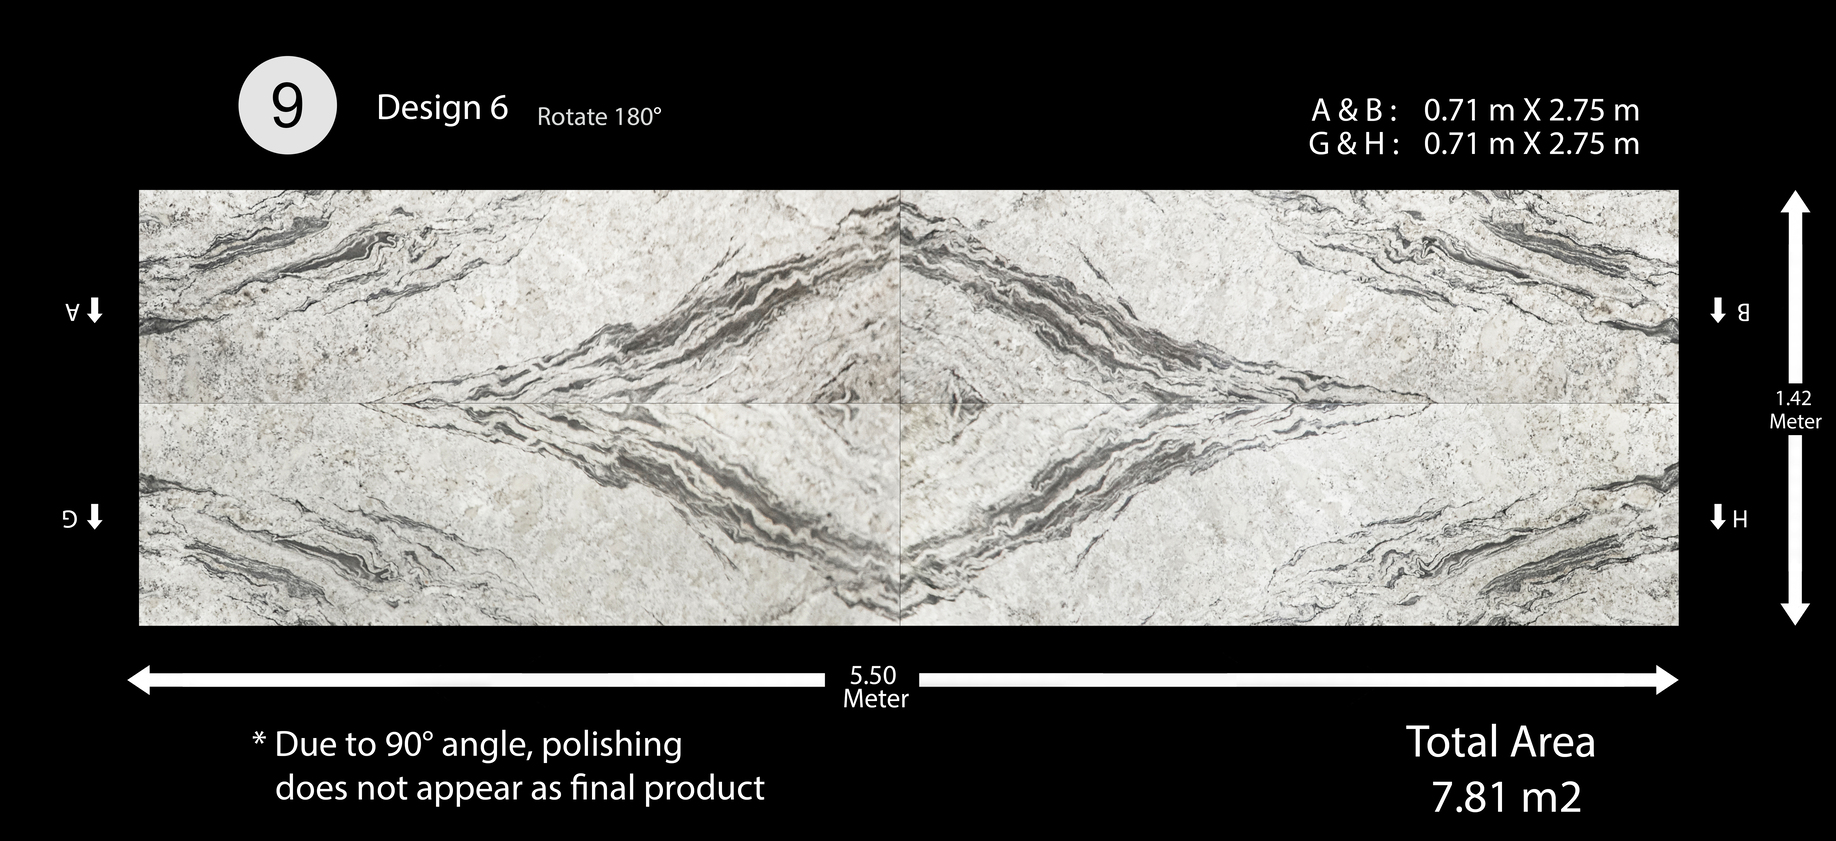 9
Design 6 Rotate 180°
A & B : 0.71 m X 2.75 m
G & H : 0.71 m X 2.75 m
A
B
1.42
Meter
G
H
5.50
Meter
* Due to 90° angle, polishing
does not appear as final product
Total Area
7.81 m2